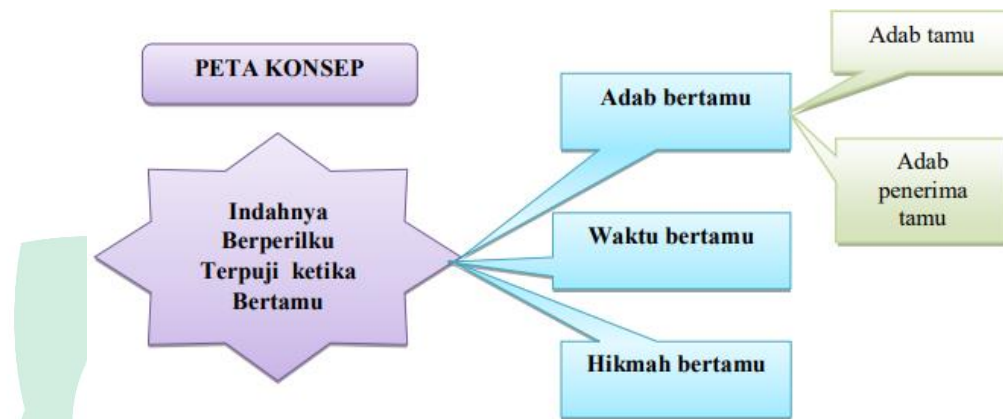 PETA KONSEP
Indahnya
Berperilku
Terpuji ketika
Bertamu
Adab bertamu
Adab tamu
Adab
penerima
tamu
Waktu bertamu
Hikmah bertamu